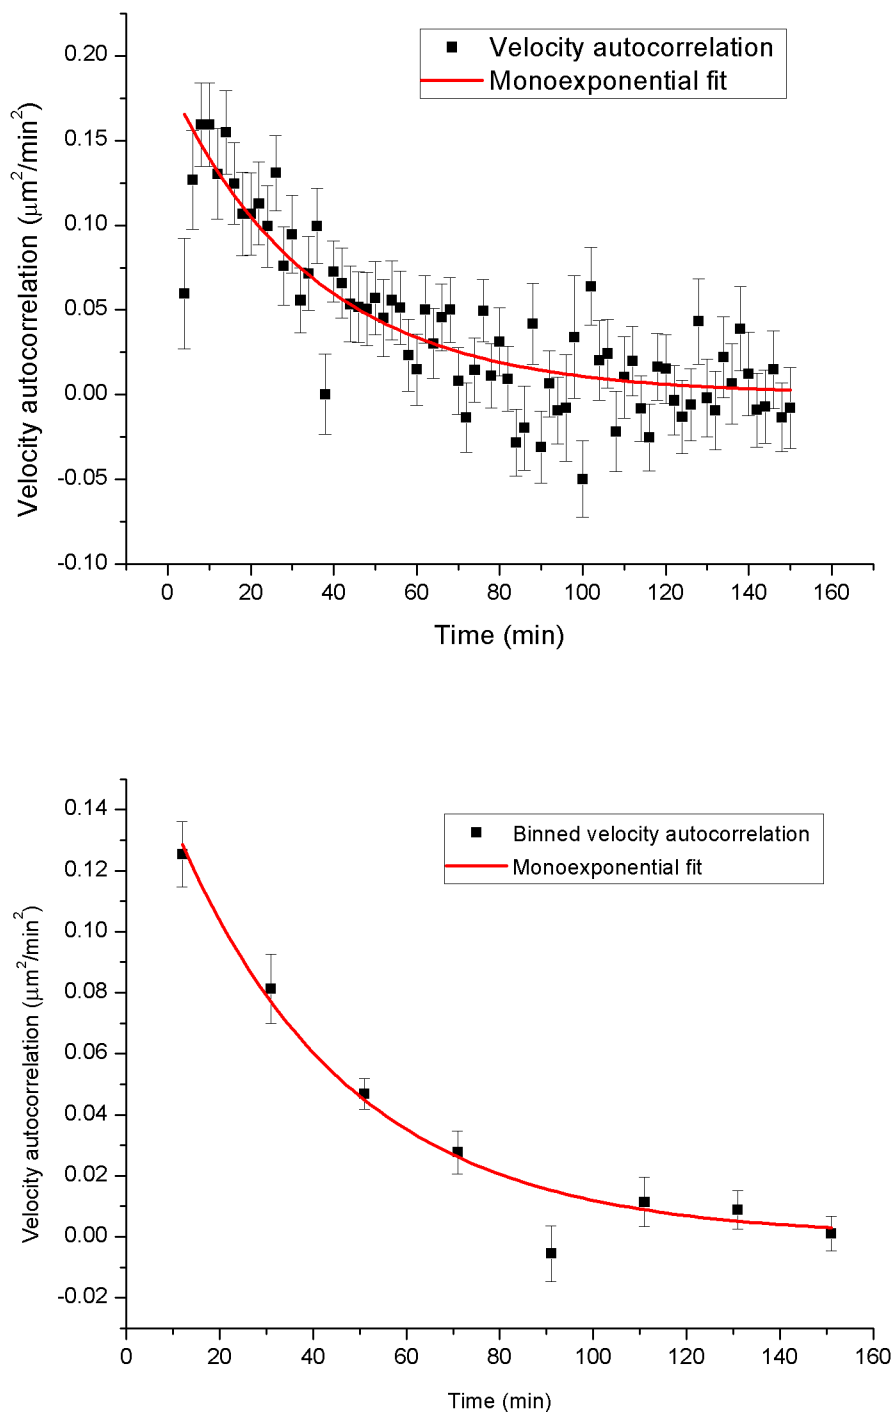 Velocity autocorrelation
Monoexponential fit
Velocity autocorrelation (μm²/min²)
0.20
0.15
0.10
0.05
0.00
-0.05
-0.10
0 20 40 60 80 100 120 140 160
Time (min)
Binned velocity autocorrelation
Monoexponential fit
Velocity autocorrelation (μm²/min²)
0.14
0.12
0.10
0.08
0.06
0.04
0.02
0.00
-0.02
0 20 40 60 80 100 120 140 160
Time (min)